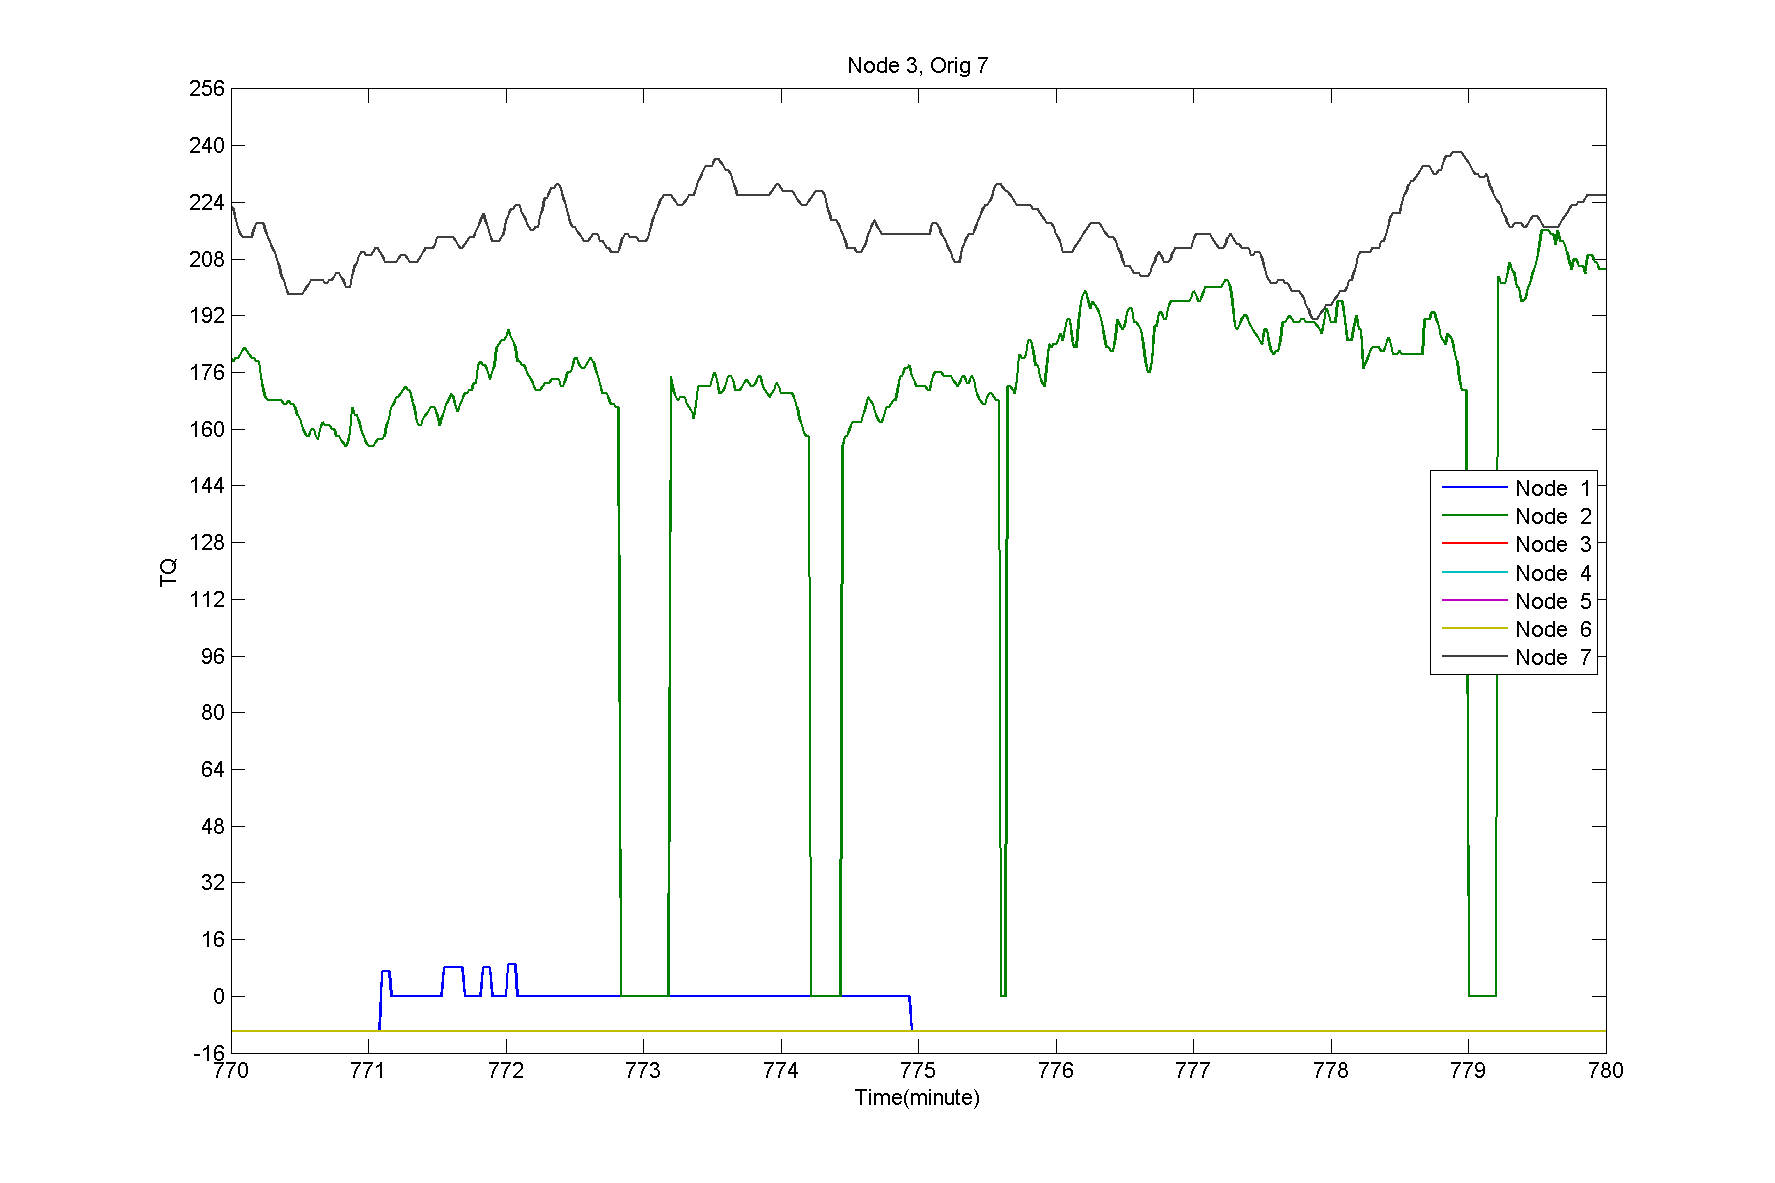 Node 3, Orig 7
256
240
224
208
192
176
160
144
128
112
96
80
64
48
32
16
0
-16
TQ
Node 1
Node 2
Node 3
Node 4
Node 5
Node 6
Node 7
770 771 772 773 774 775 776 777 778 779 780
Time(minute)